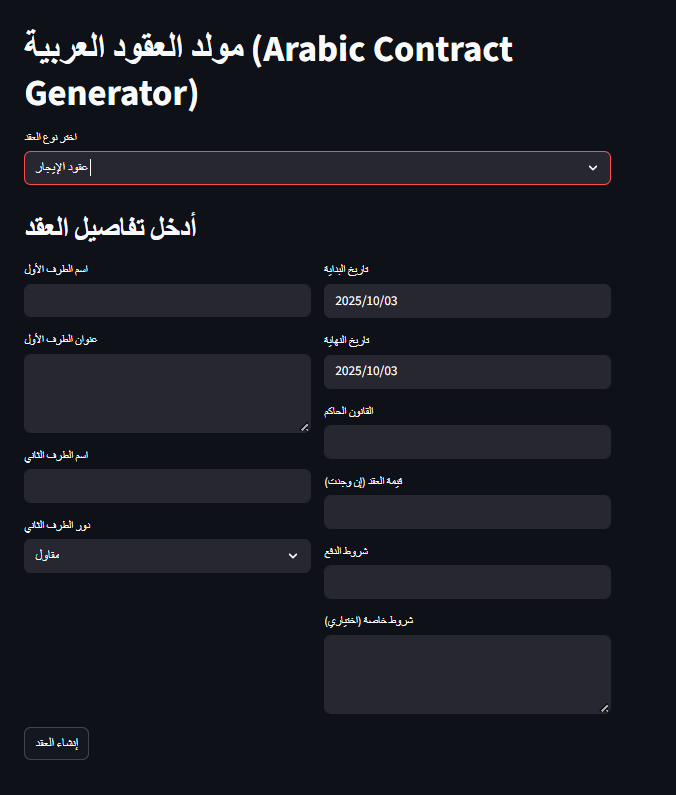 مولد العقود العربية (Arabic Contract
Generator)
اختر نوع العقد
عقود الإيجار
أدخل تفاصيل العقد
اسم الطرف الأول
عنوان الطرف الأول
اسم الطرف الثاني
دور الطرف الثاني
مقاول
تاريخ البداية
2025/10/03
تاريخ النهاية
2025/10/03
القانون الحاكم
قيمة العقد (إن وجدت)
شروط الدفع
شروط خاصة (اختياري)
إنشاء العقد